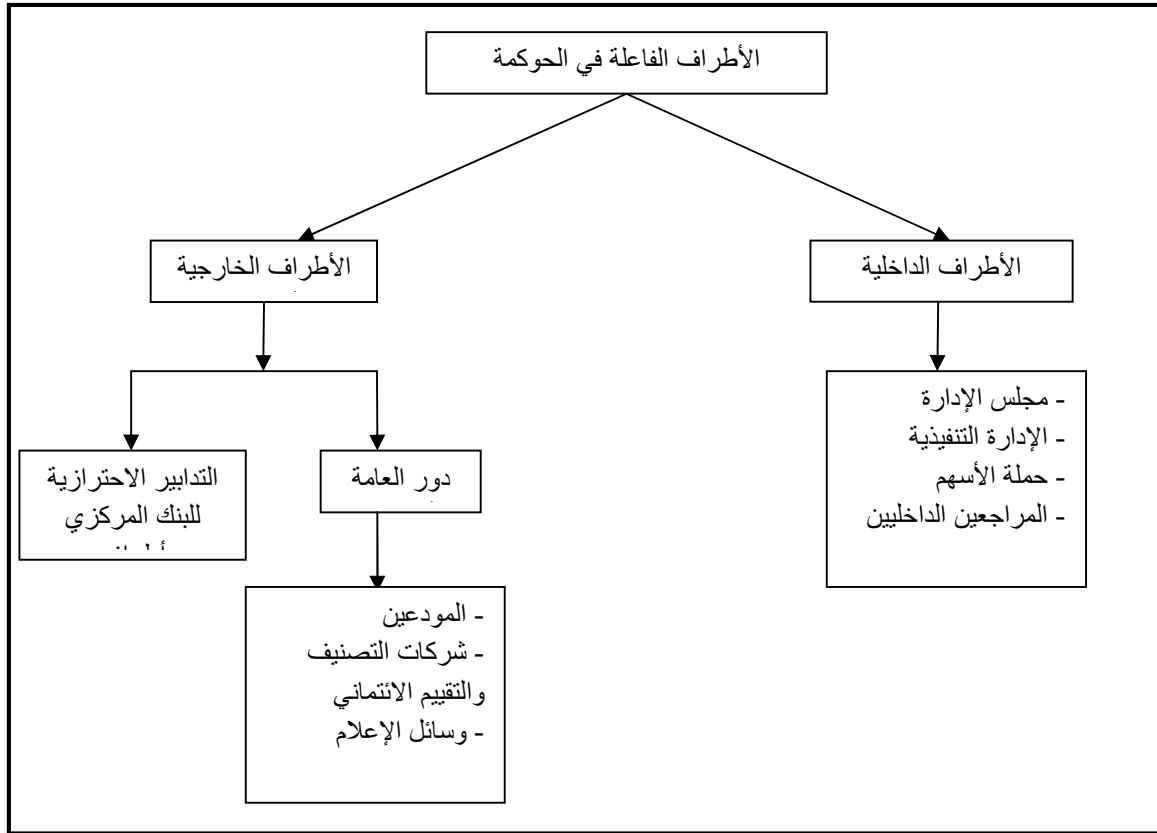 الأطراف الفاعلة في الحوكمة
الأطراف الداخلية
الأطراف الخارجية
- مجلس الإدارة
- الإدارة التنفيذية
- حملة الأسهم
- المراجعين الداخليين
دور العامة
التدابير الاحترازية
للبنك المركزي
- المودعين
- شركات التصنيف
والتقييم الائتماني
- وسائل الإعلام